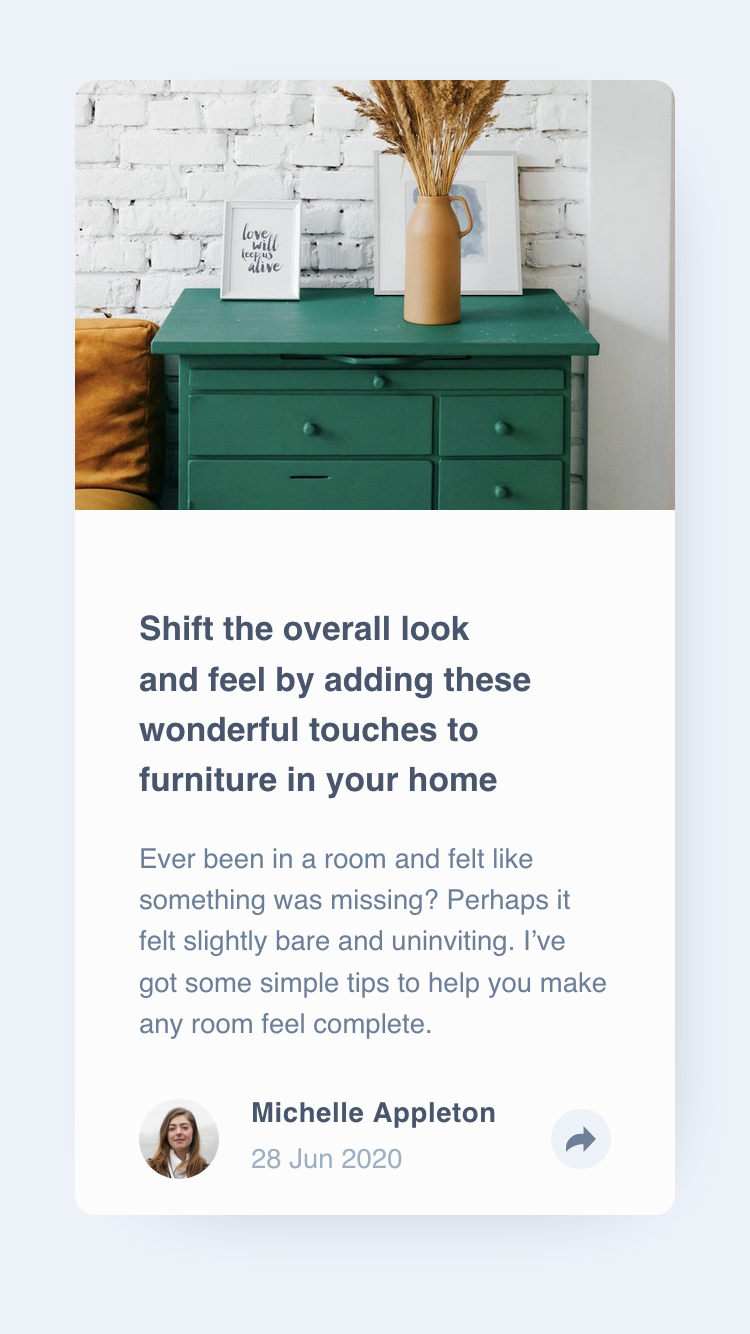 love
will
keep us
alive
Shift the overall look
and feel by adding these
wonderful touches to
furniture in your home
Ever been in a room and felt like
something was missing? Perhaps it
felt slightly bare and uninviting. I’ve
got some simple tips to help you make
any room feel complete.
Michelle Appleton
28 Jun 2020